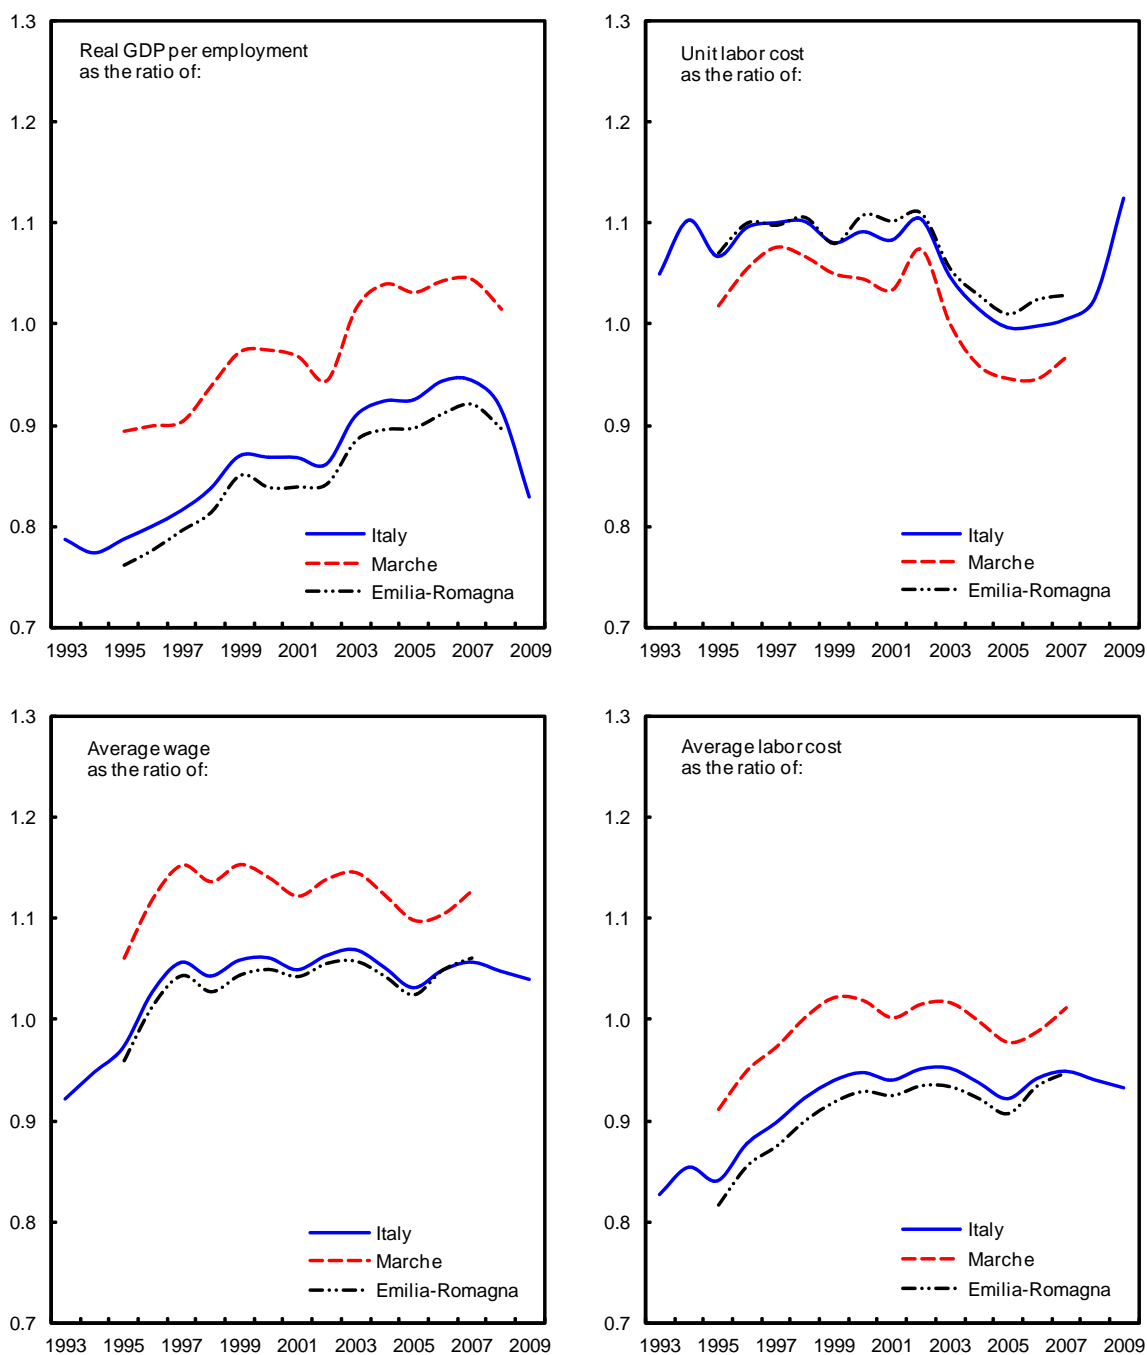 Real GDP per employment
as the ratio of:
1.3
1.2
1.1
1.0
0.9
0.8
0.7
Italy
Marche
Emilia-Romagna
1993 1995 1997 1999 2001 2003 2005 2007 2009
Unit labor cost
as the ratio of:
1.3
1.2
1.1
1.0
0.9
0.8
0.7
Italy
Marche
Emilia-Romagna
1993 1995 1997 1999 2001 2003 2005 2007 2009
Average wage
as the ratio of:
1.3
1.2
1.1
1.0
0.9
0.8
0.7
Italy
Marche
Emilia-Romagna
1993 1995 1997 1999 2001 2003 2005 2007 2009
Average labor cost
as the ratio of:
1.3
1.2
1.1
1.0
0.9
0.8
0.7
Italy
Marche
Emilia-Romagna
1993 1995 1997 1999 2001 2003 2005 2007 2009